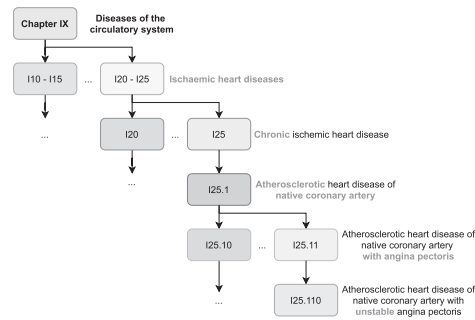 Chapter IX
Diseases of the
circulatory system
I10 - I15
...
I20 - I25
Ischaemic heart diseases
...
I20
...
I25
Chronic ischemic heart disease
...
I25.1
Atherosclerotic heart disease of
native coronary artery
I25.10
...
I25.11
Atherosclerotic heart disease of
native coronary artery
with angina pectoris
...
I25.110
Atherosclerotic heart disease of
native coronary artery with
unstable angina pectoris